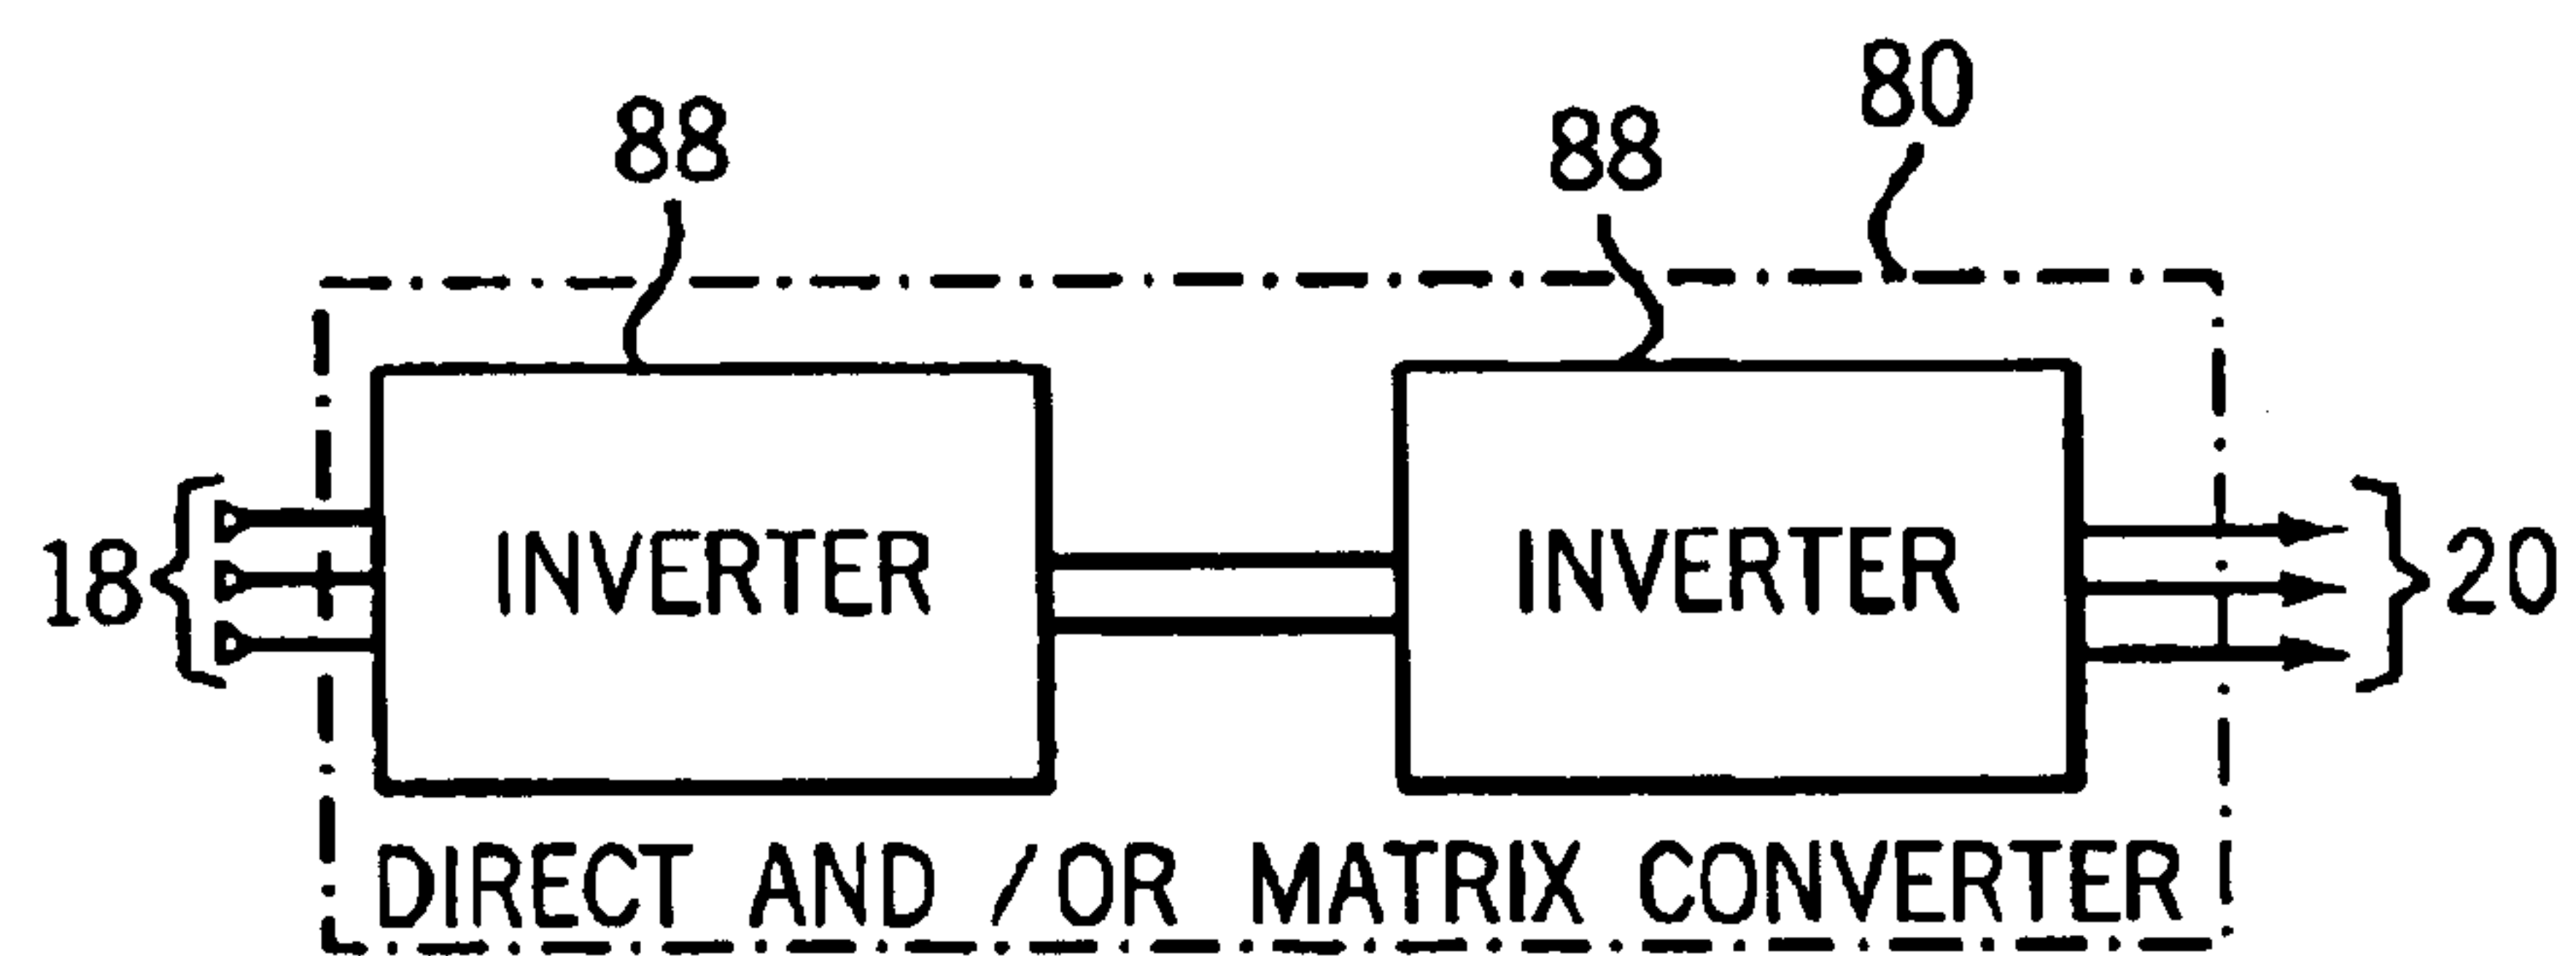 80
88 88
18 INVERTER INVERTER 20
DIRECT AND / OR MATRIX CONVERTER